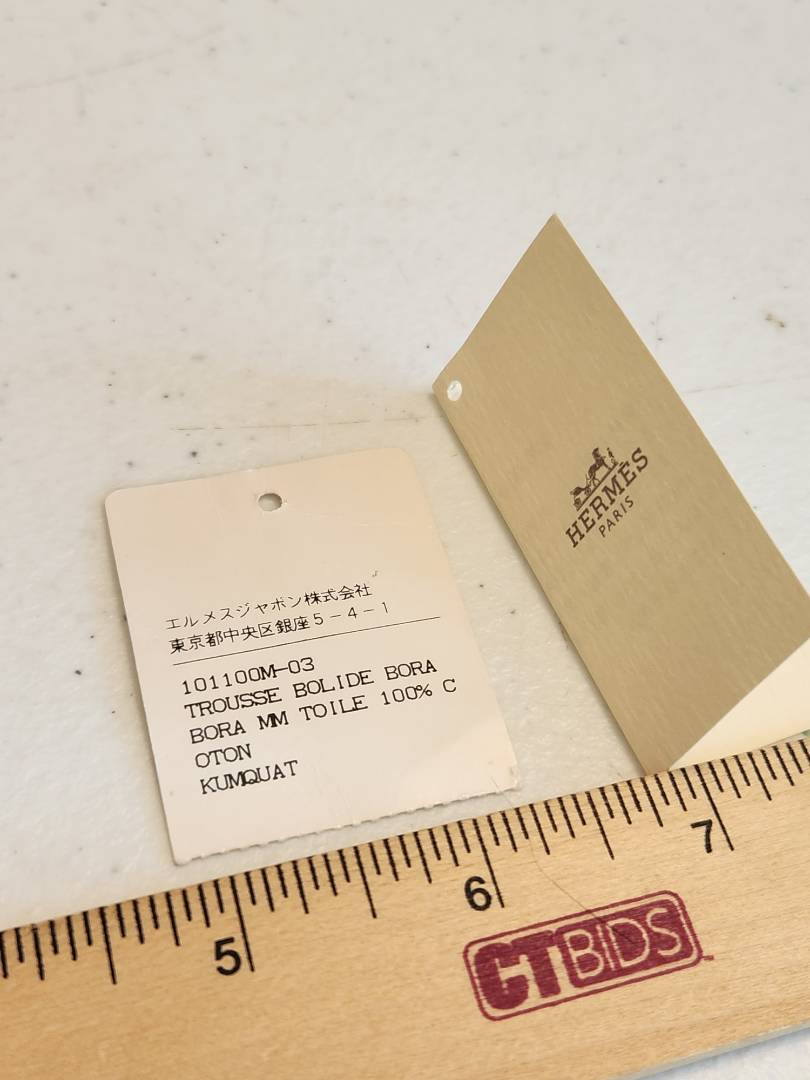 エルメスジャポン株式会社
東京都中央区銀座5-4-1
101100M-03
TROUSSE BOLIDE BORA
BORA MM TOILE 100% C
OTON
KUMQUAT
HERMÈS
PARIS
5
6
7
CTBIDS